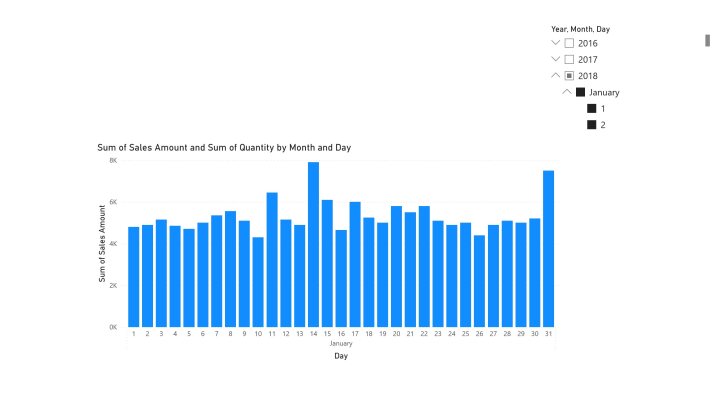 Year, Month, Day
2016
2017
2018
January
1
2
Sum of Sales Amount and Sum of Quantity by Month and Day
8K
6K
4K
2K
0K
Sum of Sales Amount
1 2 3 4 5 6 7 8 9 10 11 12 13 14 15 16 17 18 19 20 21 22 23 24 25 26 27 28 29 30 31
January
Day